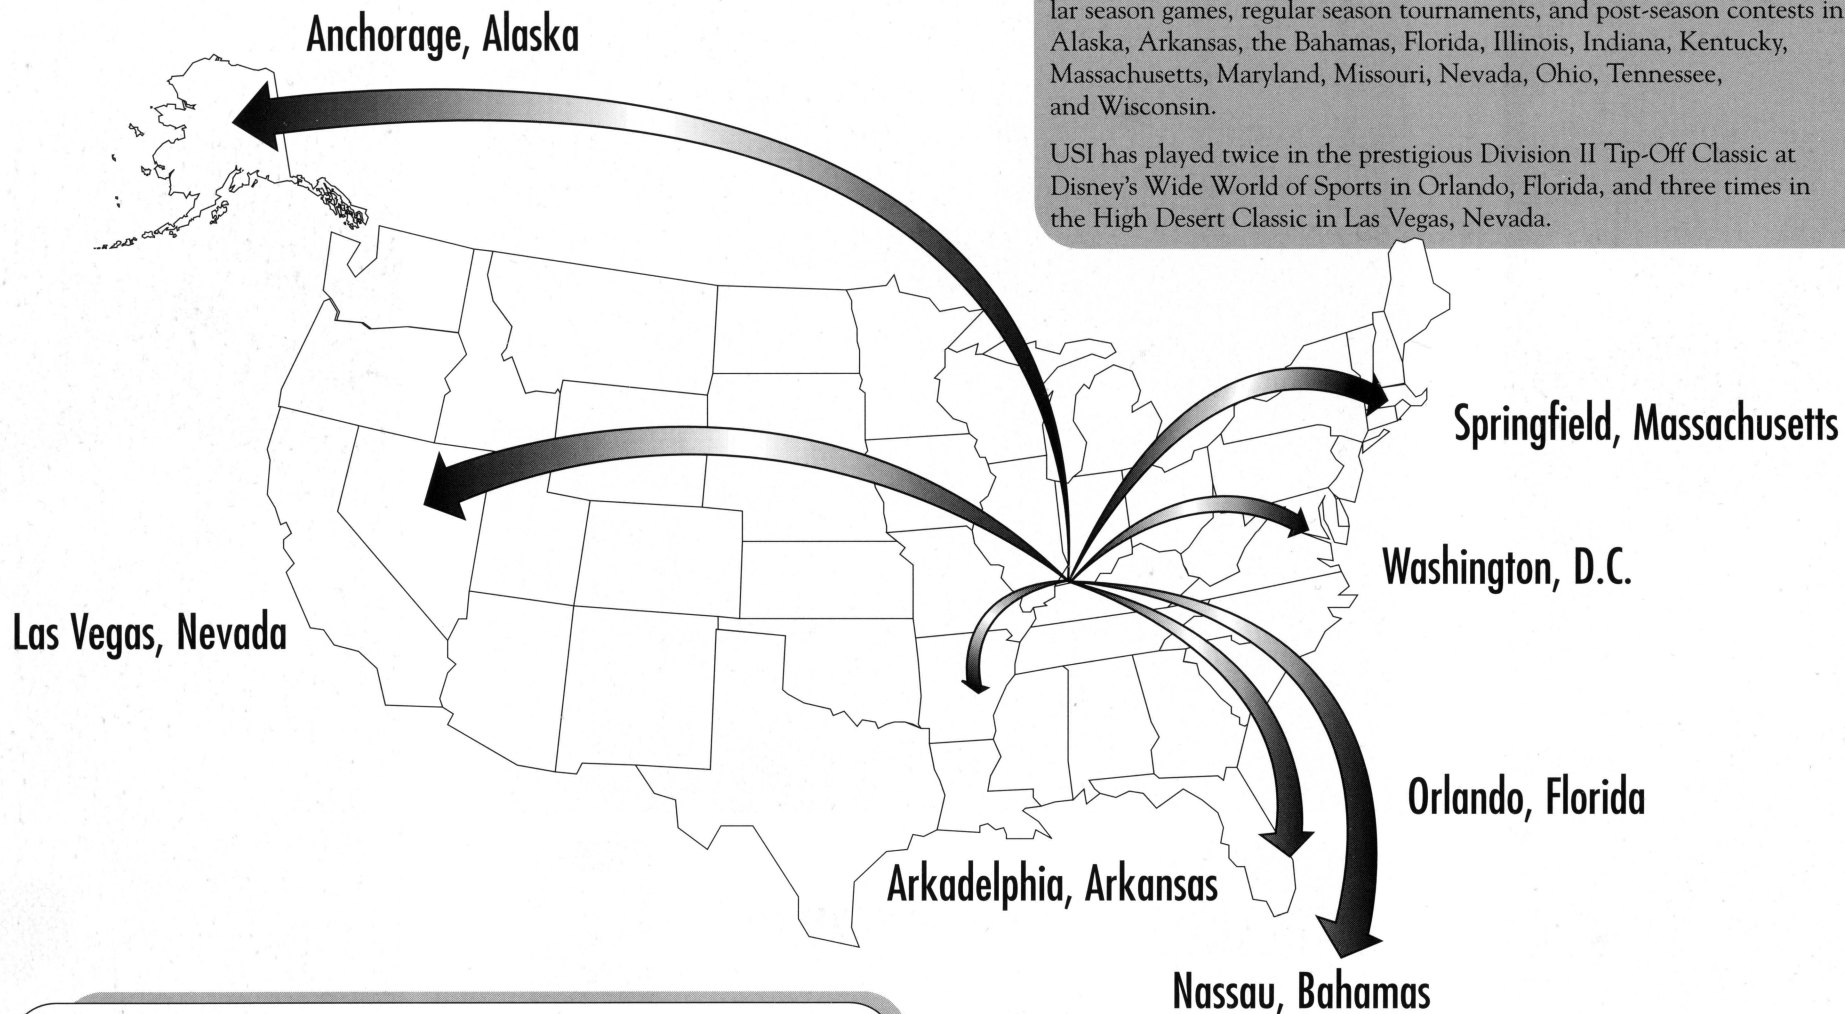 Anchorage, Alaska
lar season games, regular season tournaments, and post-season contests in
Alaska, Arkansas, the Bahamas, Florida, Illinois, Indiana, Kentucky,
Massachusetts, Maryland, Missouri, Nevada, Ohio, Tennessee,
and Wisconsin.
USI has played twice in the prestigious Division II Tip-Off Classic at
Disney's Wide World of Sports in Orlando, Florida, and three times in
the High Desert Classic in Las Vegas, Nevada.
Springfield, Massachusetts
Washington, D.C.
Las Vegas, Nevada
Orlando, Florida
Arkadelphia, Arkansas
Nassau, Bahamas